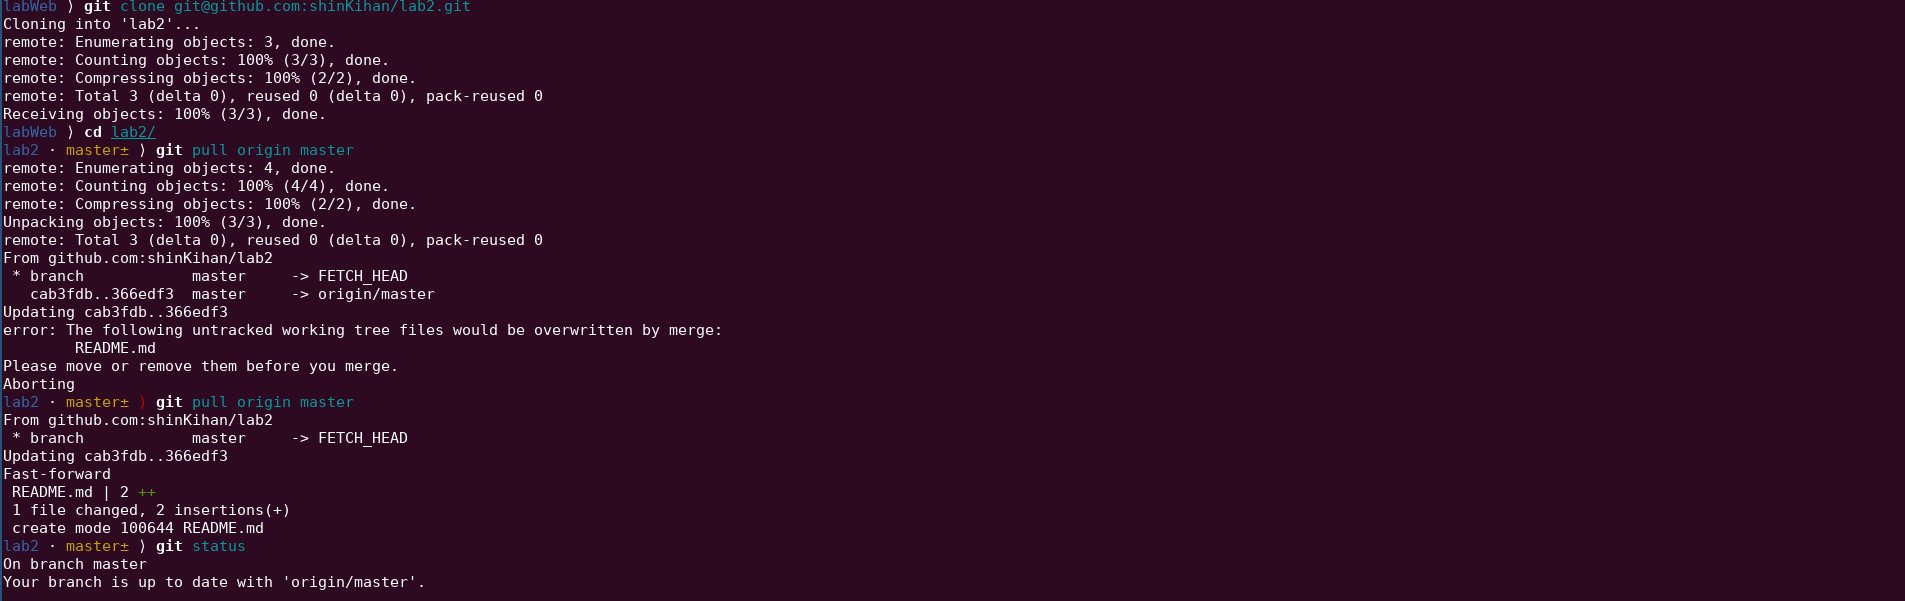 labWeb ⟩ git clone git@github.com:shinKihan/lab2.git
Cloning into 'lab2'...
remote: Enumerating objects: 3, done.
remote: Counting objects: 100% (3/3), done.
remote: Compressing objects: 100% (2/2), done.
remote: Total 3 (delta 0), reused 0 (delta 0), pack-reused 0
Receiving objects: 100% (3/3), done.
labWeb ⟩ cd lab2/
lab2 · master± ⟩ git pull origin master
remote: Enumerating objects: 4, done.
remote: Counting objects: 100% (4/4), done.
remote: Compressing objects: 100% (2/2), done.
Unpacking objects: 100% (3/3), done.
remote: Total 3 (delta 0), reused 0 (delta 0), pack-reused 0
From github.com:shinKihan/lab2
 * branch            master     -> FETCH_HEAD
   cab3fdb..366edf3  master     -> origin/master
Updating cab3fdb..366edf3
error: The following untracked working tree files would be overwritten by merge:
        README.md
Please move or remove them before you merge.
Aborting
lab2 · master± ⟩ git pull origin master
From github.com:shinKihan/lab2
 * branch            master     -> FETCH_HEAD
Updating cab3fdb..366edf3
Fast-forward
 README.md | 2 ++
 1 file changed, 2 insertions(+)
 create mode 100644 README.md
lab2 · master± ⟩ git status
On branch master
Your branch is up to date with 'origin/master'.